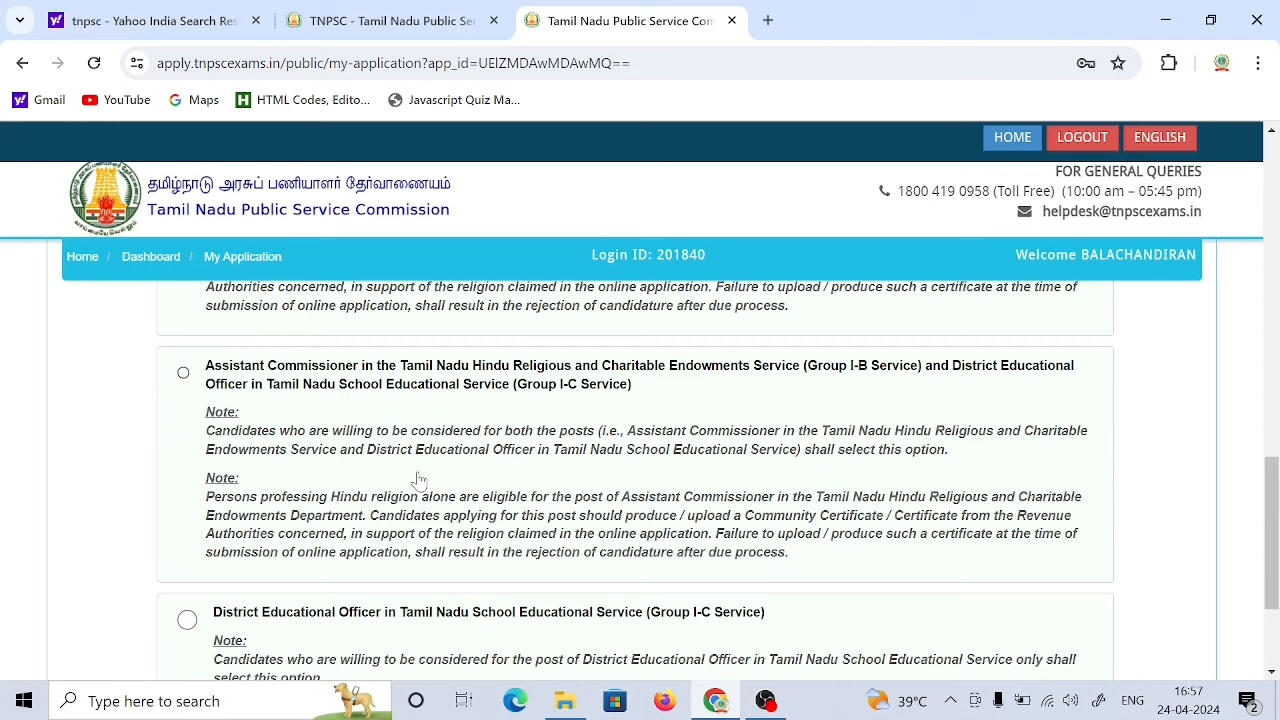 tnpsc - Yahoo India Search Res
TNPSC - Tamil Nadu Public Ser
Tamil Nadu Public Service Com
apply.tnpscexams.in/public/my-application?app_id=UElZMDAwMDAwMQ==
Gmail
YouTube
Maps
HTML Codes, Edito...
Javascript Quiz Ma...
HOME
LOGOUT
ENGLISH
தமிழ்நாடு அரசுப் பணியாளர் தேர்வாணையம்
Tamil Nadu Public Service Commission
FOR GENERAL QUERIES
1800 419 0958 (Toll Free) (10:00 am – 05:45 pm)
helpdesk@tnpscexams.in
Home / Dashboard / My Application
Login ID: 201840
Welcome BALACHANDIRAN
Authorities concerned, in support of the religion claimed in the online application. Failure to upload / produce such a certificate at the time of
submission of online application, shall result in the rejection of candidature after due process.
Assistant Commissioner in the Tamil Nadu Hindu Religious and Charitable Endowments Service (Group I-B Service) and District Educational
Officer in Tamil Nadu School Educational Service (Group I-C Service)
Note:
Candidates who are willing to be considered for both the posts (i.e., Assistant Commissioner in the Tamil Nadu Hindu Religious and Charitable
Endowments Service and District Educational Officer in Tamil Nadu School Educational Service) shall select this option.
Note:
Persons professing Hindu religion alone are eligible for the post of Assistant Commissioner in the Tamil Nadu Hindu Religious and Charitable
Endowments Department. Candidates applying for this post should produce / upload a Community Certificate / Certificate from the Revenue
Authorities concerned, in support of the religion claimed in the online application. Failure to upload / produce such a certificate at the time of
submission of online application, shall result in the rejection of candidature after due process.
District Educational Officer in Tamil Nadu School Educational Service (Group I-C Service)
Note:
Candidates who are willing to be considered for the post of District Educational Officer in Tamil Nadu School Educational Service only shall
select this option.
Type here to search
39°C
ENG
16:57
24-04-2024
2